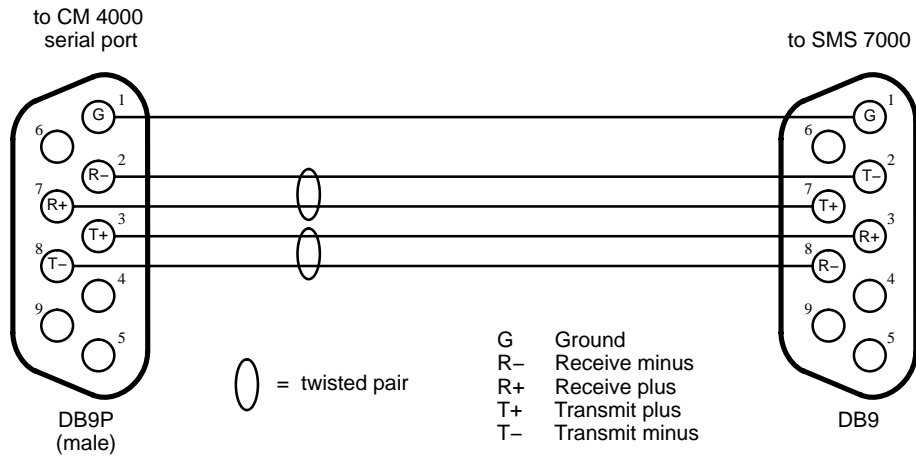 to CM 4000
serial port
to SMS 7000
1
G
6
2
R–
7
R+
3
T+
8
T–
4
9
5
1
G
6
2
T–
7
T+
3
R+
8
R–
4
9
5
= twisted pair
G Ground
R– Receive minus
R+ Receive plus
T+ Transmit plus
T– Transmit minus
DB9P
(male)
DB9